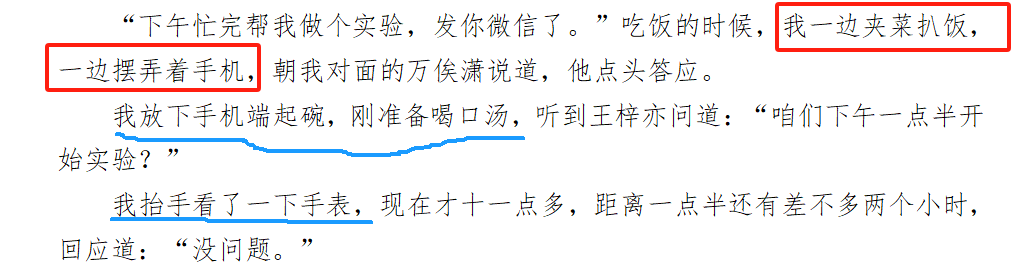 “下午忙完帮我做个实验，发你微信了。”吃饭的时候，我一边夹菜扒饭，
一边摆弄着手机，朝我对面的万俟潇说道，他点头答应。
我放下手机端起碗，刚准备喝口汤，听到王梓亦问道：“咱们下午一点半开
始实验？”
我抬手看了一下手表，现在才十一点多，距离一点半还有差不多两个小时，
回应道：“没问题。”